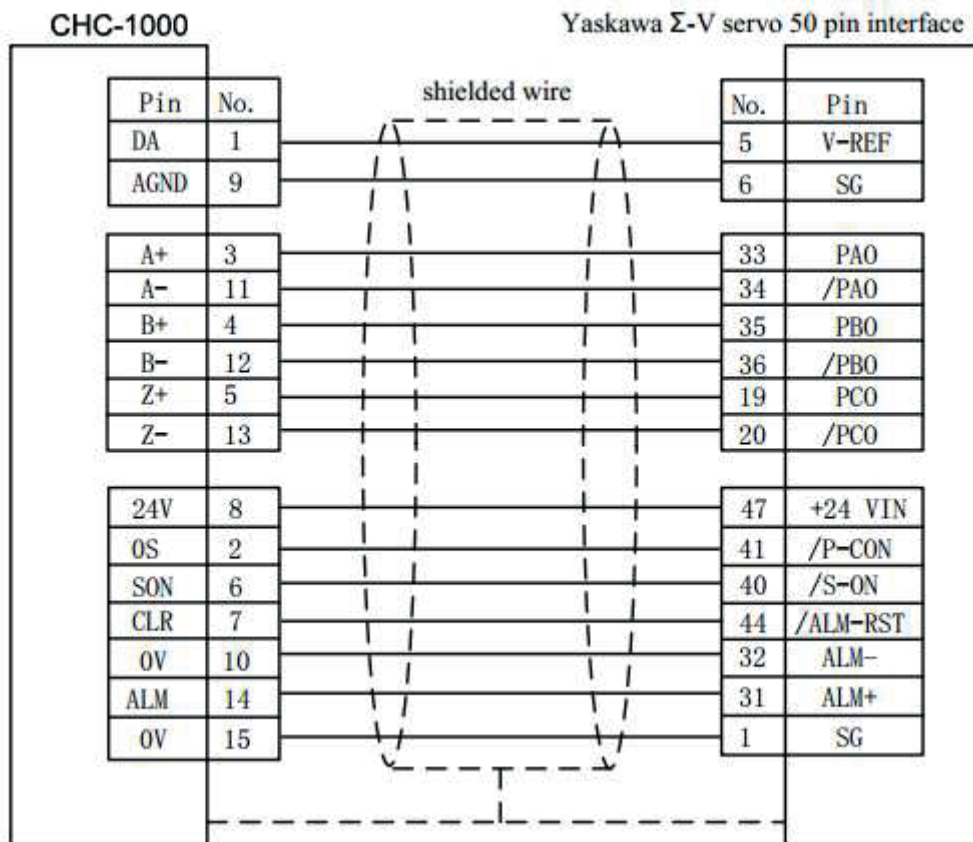 CHC-1000
Yaskawa Σ-V servo 50 pin interface
shielded wire
Pin No. No. Pin
DA 1 5 V-REF
AGND 9 6 SG
A+ 3 33 PAO
A- 11 34 /PAO
B+ 4 35 PBO
B- 12 36 /PBO
Z+ 5 19 PCO
Z- 13 20 /PCO
24V 8 47 +24 VIN
OS 2 41 /P-CON
SON 6 40 /S-ON
CLR 7 44 /ALM-RST
0V 10 32 ALM-
ALM 14 31 ALM+
0V 15 1 SG